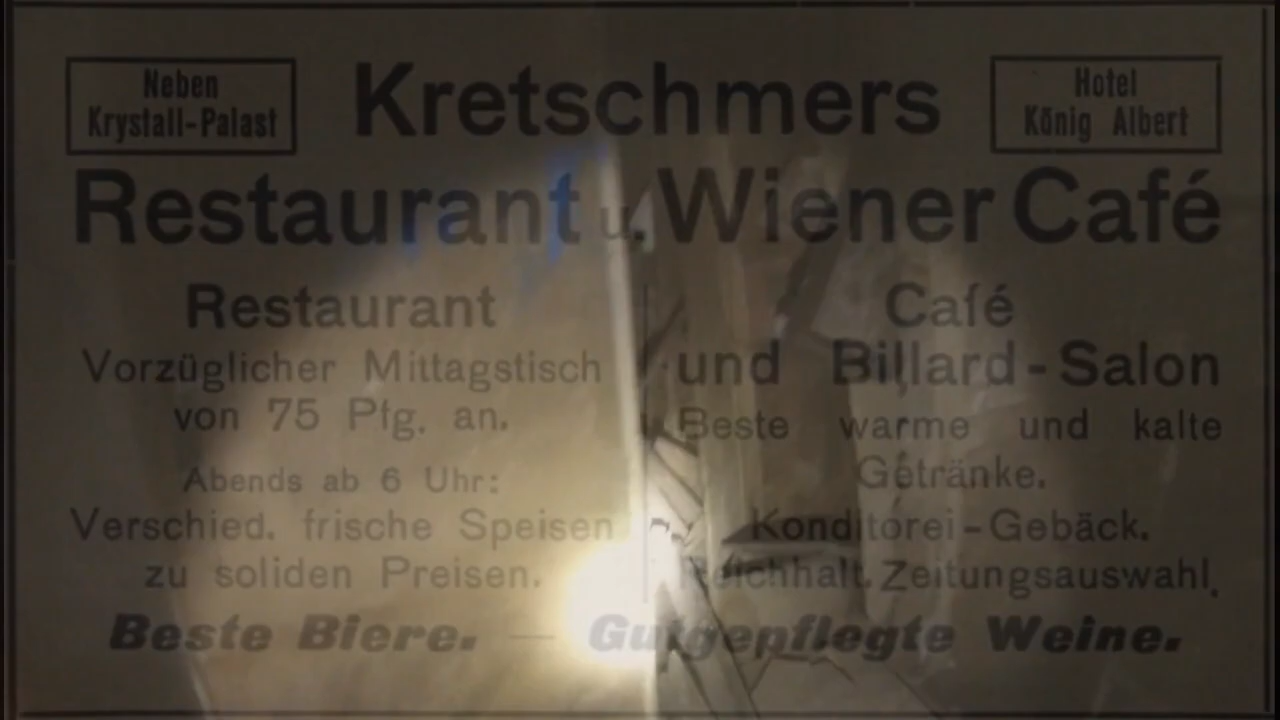 Neben
Krystall-Palast
Kretschmers
Hotel
König Albert
Restaurant u. Wiener Café
Restaurant
Vorzüglicher Mittagstisch
von 75 Pfg. an.
Abends ab 6 Uhr:
Verschied. frische Speisen
zu soliden Preisen.
Café
und Billard-Salon
Beste warme und kalte
Getränke.
Konditorei-Gebäck.
Reichhalt. Zeitungsauswahl.
Beste Biere. — Gutgepflegte Weine.